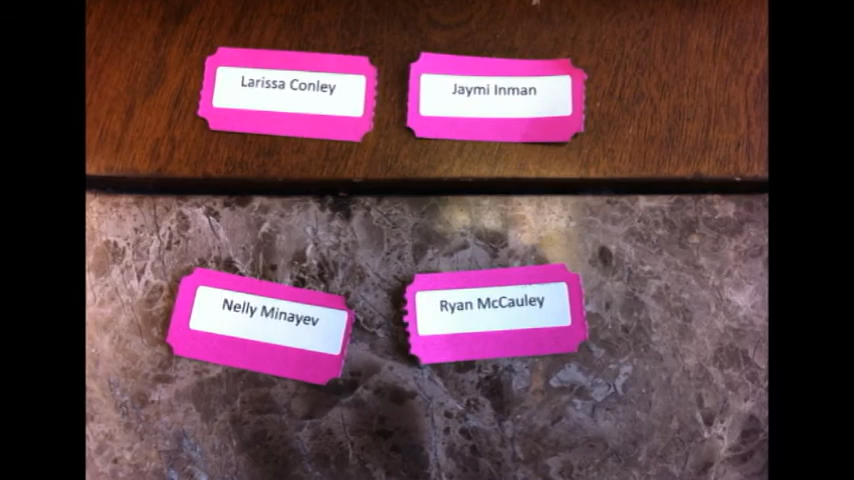 Larissa Conley
Jaymi Inman
Nelly Minayev
Ryan McCauley